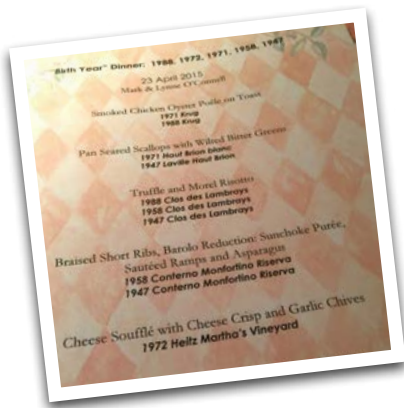 "Birth Year" Dinner: 1988, 1972, 1971, 1958, 1947
23 April 2015
Mark & Lynne O'Connell
Smoked Chicken Oyster Poêle on Toast
1971 Krug
1988 Krug
Pan Seared Scallops with Wilted Bitter Greens
1971 Haut Brion blanc
1947 Laville Haut Brion
Truffle and Morel Risotto
1988 Clos des Lambrays
1958 Clos des Lambrays
1947 Clos des Lambrays
Braised Short Ribs, Barolo Reduction: Sunchoke Purée,
Sautéed Ramps and Asparagus
1958 Conterno Monfortino Riserva
1947 Conterno Monfortino Riserva
Cheese Soufflé with Cheese Crisp and Garlic Chives
1972 Heitz Martha's Vineyard